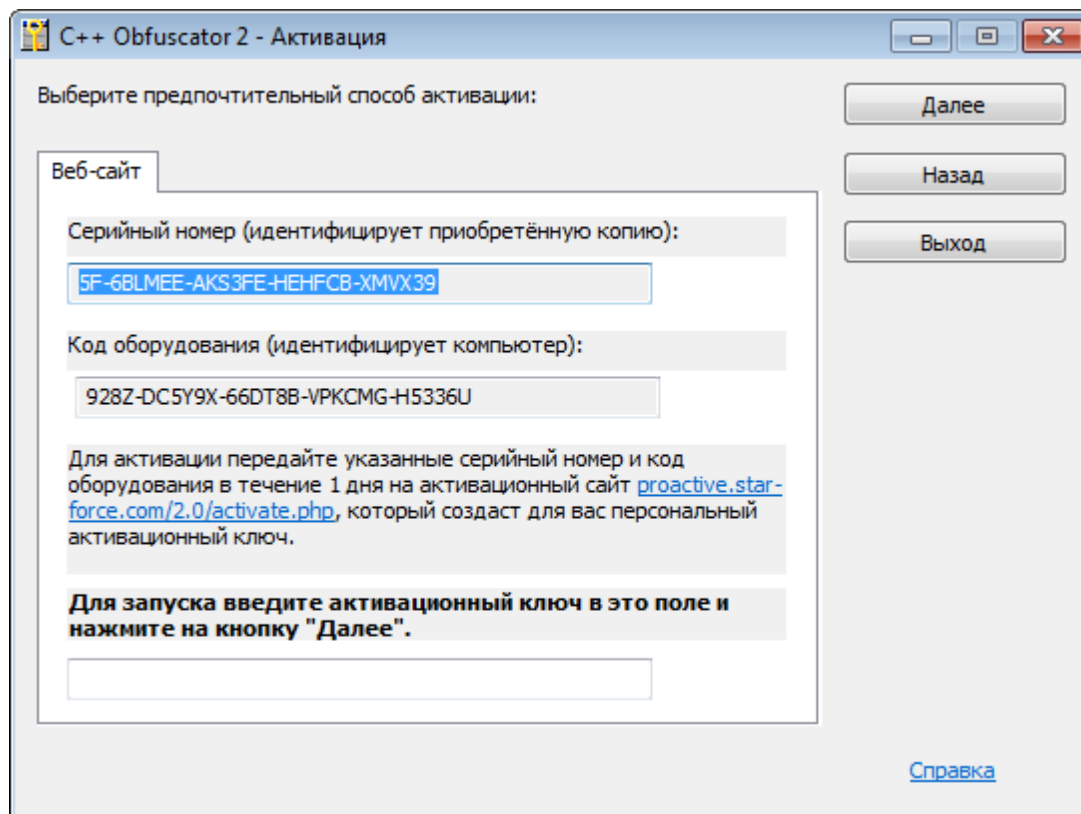 C++ Obfuscator 2 - Активация
Выберите предпочтительный способ активации:
Далее
Веб-сайт
Назад
Серийный номер (идентифицирует приобретённую копию):
Выход
5F-6BLMEE-AKS3FE-HEHFCB-XMVX39
Код оборудования (идентифицирует компьютер):
928Z-DC5Y9X-66DT8B-VPKCMG-H5336U
Для активации передайте указанные серийный номер и код
оборудования в течение 1 дня на активационный сайт proactive.star-
force.com/2.0/activate.php, который создаст для вас персональный
активационный ключ.
Для запуска введите активационный ключ в это поле и
нажмите на кнопку "Далее".
Справка